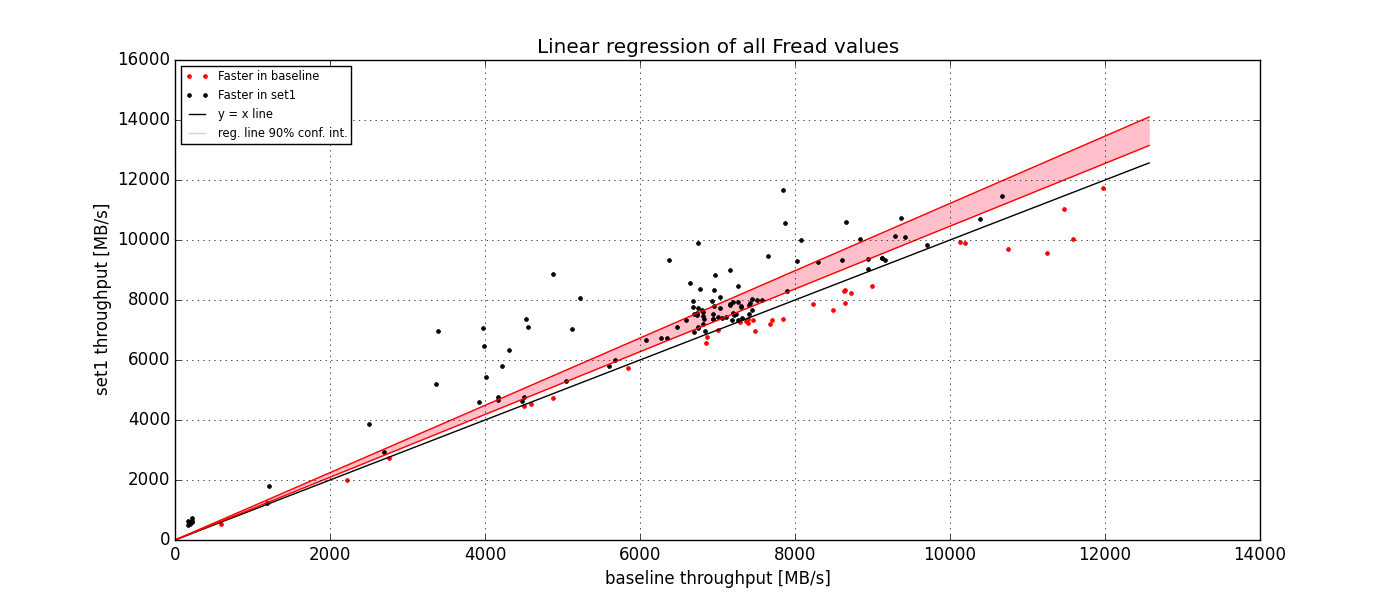 Linear regression of all Fread values
16000
14000
12000
10000
8000
6000
4000
2000
0
set1 throughput [MB/s]
Faster in baseline
Faster in set1
y = x line
reg. line 90% conf. int.
0 2000 4000 6000 8000 10000 12000 14000
baseline throughput [MB/s]